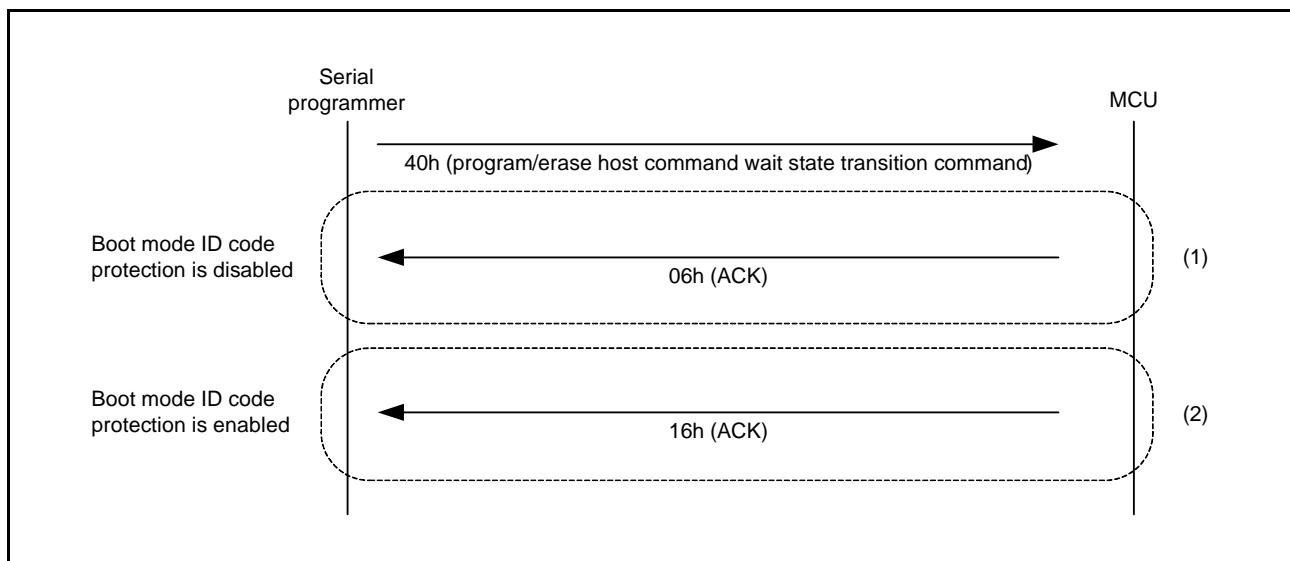 Serial
programmer
MCU
40h (program/erase host command wait state transition command)
Boot mode ID code
protection is disabled
06h (ACK)
(1)
Boot mode ID code
protection is enabled
16h (ACK)
(2)